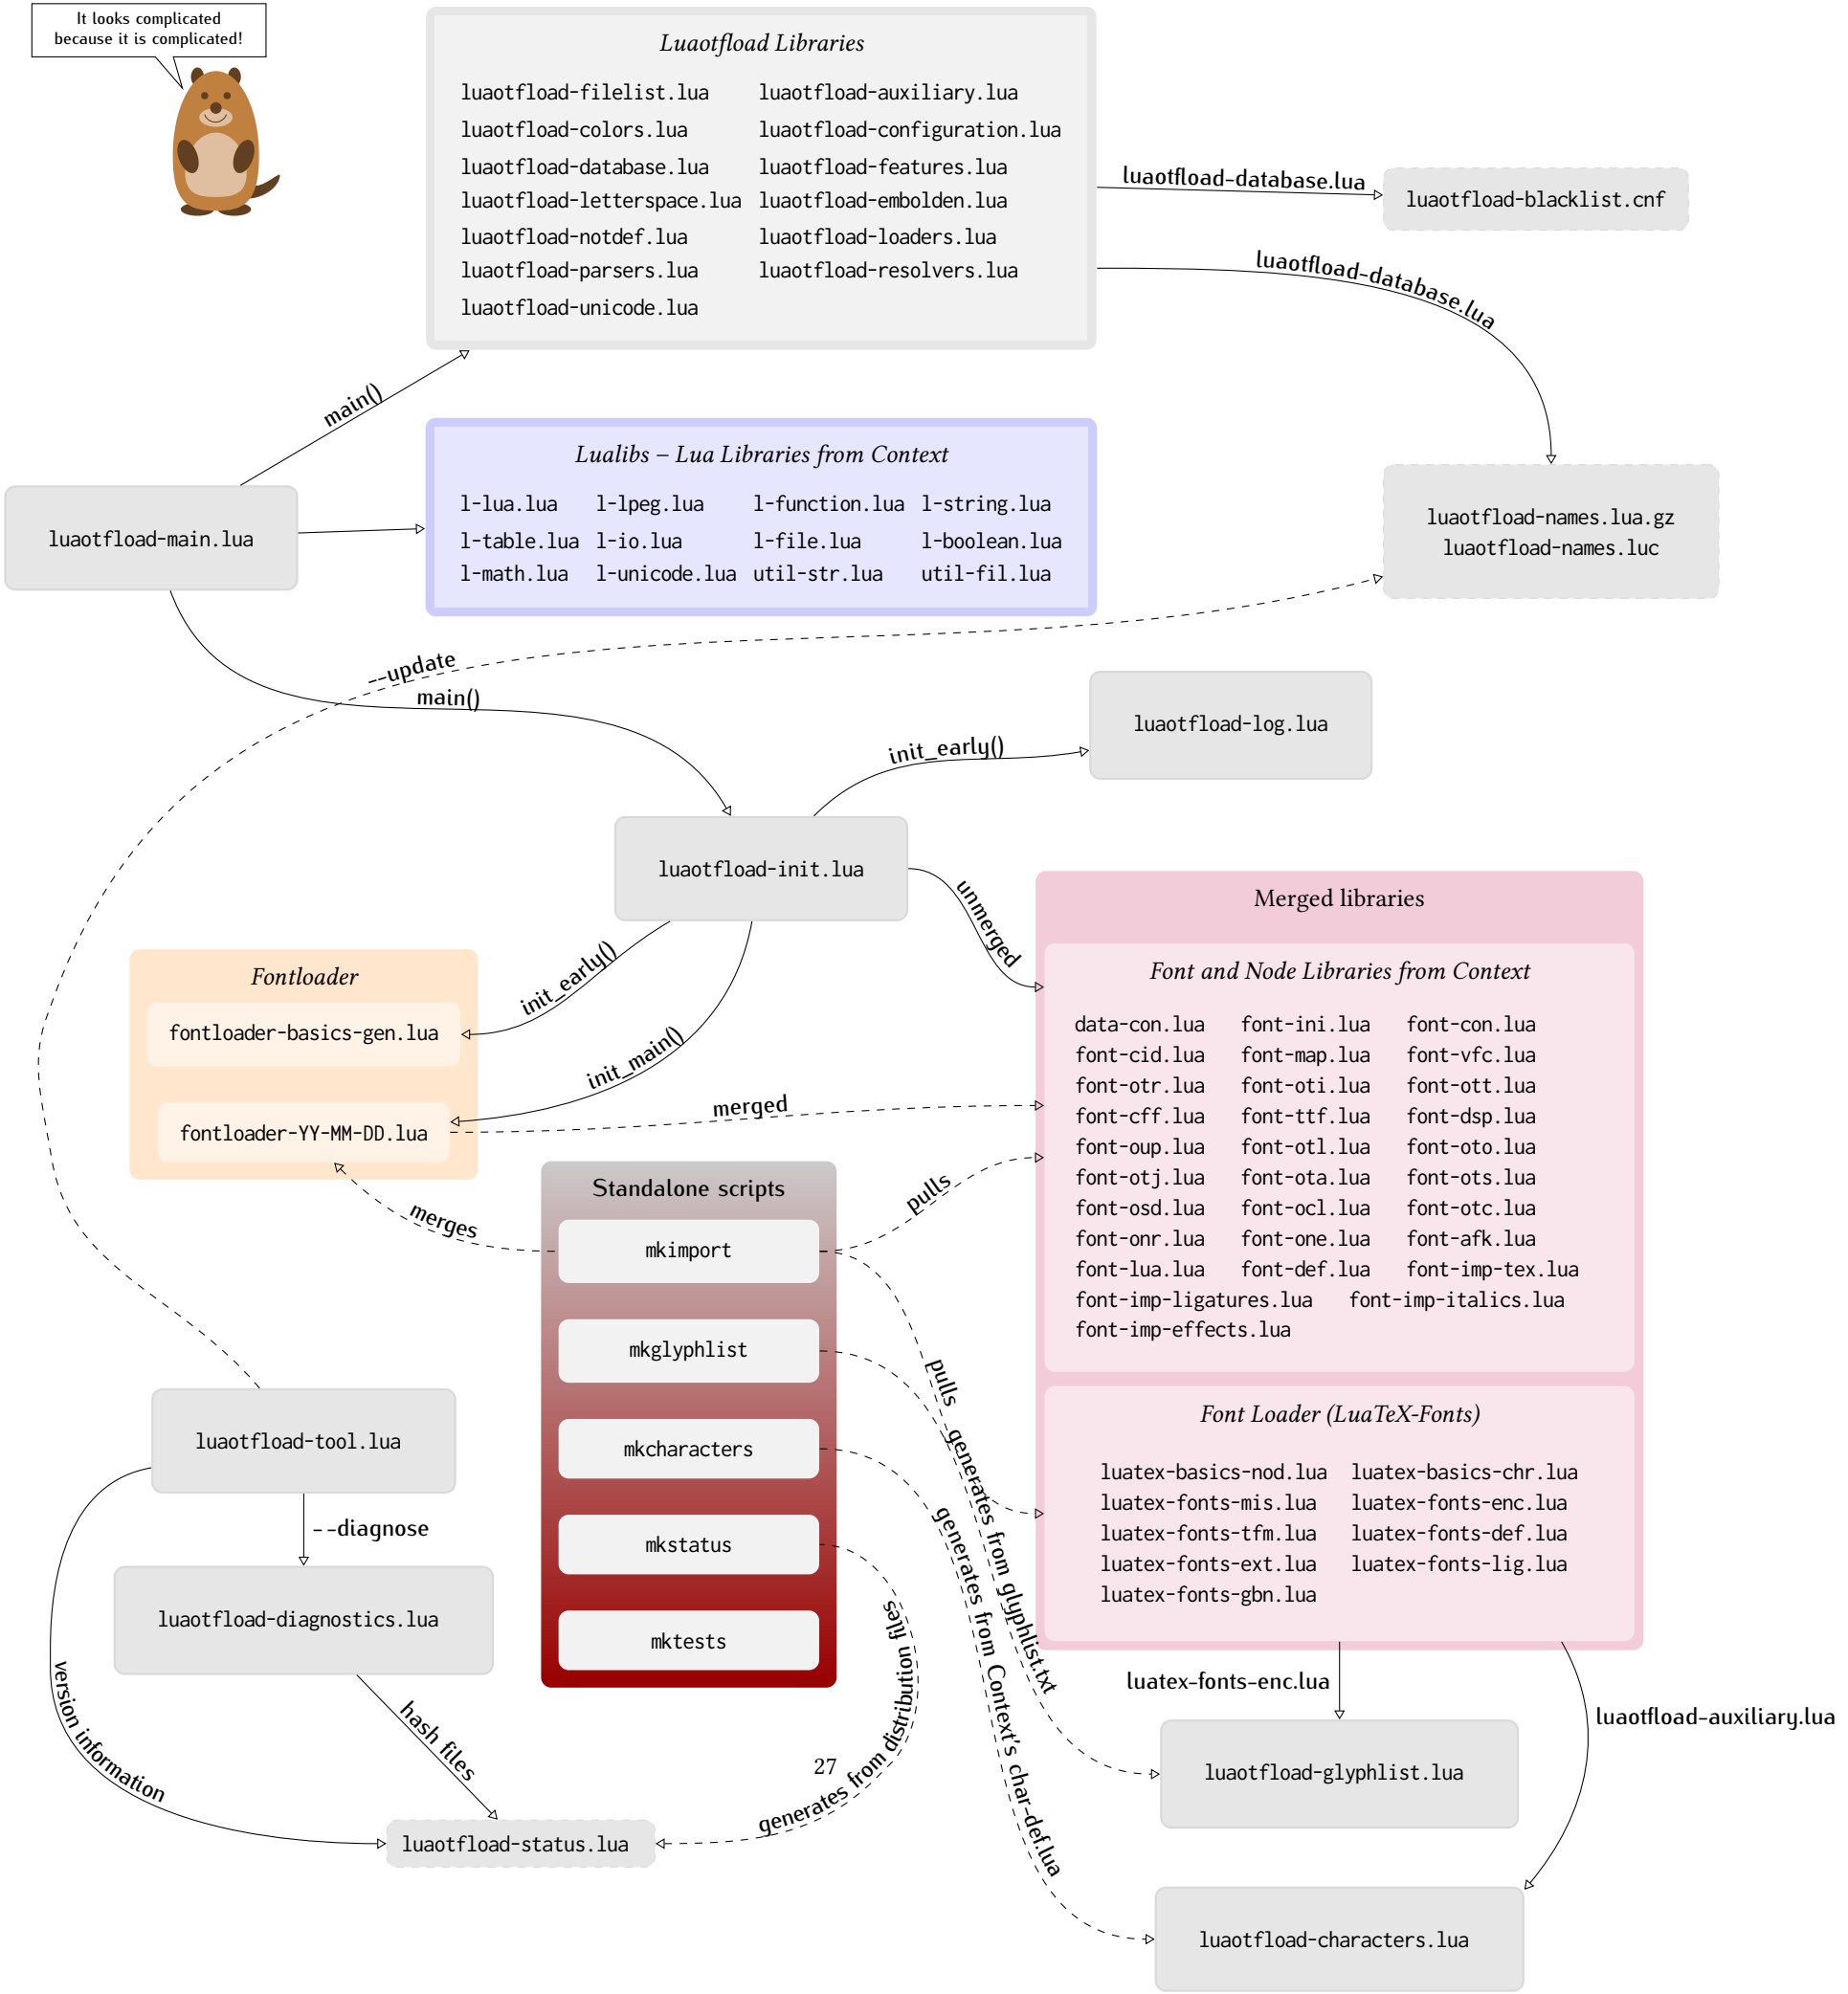 It looks complicated
because it is complicated!
Luaotfload Libraries
luaotfload-filelist.lua luaotfload-auxiliary.lua
luaotfload-colors.lua luaotfload-configuration.lua
luaotfload-database.lua luaotfload-features.lua
luaotfload-letterspace.lua luaotfload-embolden.lua
luaotfload-notdef.lua luaotfload-loaders.lua
luaotfload-parsers.lua luaotfload-resolvers.lua
luaotfload-unicode.lua
luaotfload-database.lua
luaotfload-blacklist.cnf
luaotfload-database.lua
main()
Lualibs – Lua Libraries from Context
l-lua.lua l-lpeg.lua l-function.lua l-string.lua
l-table.lua l-io.lua l-file.lua l-boolean.lua
l-math.lua l-unicode.lua util-str.lua util-fil.lua
luaotfload-main.lua
luaotfload-names.lua.gz
luaotfload-names.luc
--update
main()
luaotfload-log.lua
init_early()
luaotfload-init.lua
unmerged
Merged libraries
Font and Node Libraries from Context
data-con.lua font-ini.lua font-con.lua
font-cid.lua font-map.lua font-vfc.lua
font-otr.lua font-oti.lua font-ott.lua
font-cff.lua font-ttf.lua font-dsp.lua
font-oup.lua font-otl.lua font-oto.lua
font-otj.lua font-ota.lua font-ots.lua
font-osd.lua font-ocl.lua font-otc.lua
font-onr.lua font-one.lua font-afk.lua
font-lua.lua font-def.lua font-imp-tex.lua
font-imp-ligatures.lua font-imp-italics.lua
font-imp-effects.lua
Fontloader
init_early()
fontloader-basics-gen.lua
init_main()
fontloader-YY-MM-DD.lua
merged
Standalone scripts
merges
pulls
mkimport
mkglyphlist
mkcharacters
mkstatus
mktests
pulls
generates from glyphlist.txt
generates from Context's char-def.lua
generates from distribution files
Font Loader (LuaTeX-Fonts)
luatex-basics-nod.lua luatex-basics-chr.lua
luatex-fonts-mis.lua luatex-fonts-enc.lua
luatex-fonts-tfm.lua luatex-fonts-def.lua
luatex-fonts-ext.lua luatex-fonts-lig.lua
luatex-fonts-gbn.lua
luaotfload-tool.lua
--diagnose
luaotfload-diagnostics.lua
version information
hash files
luaotfload-status.lua
27
luatex-fonts-enc.lua
luaotfload-auxiliary.lua
luaotfload-glyphlist.lua
luaotfload-characters.lua